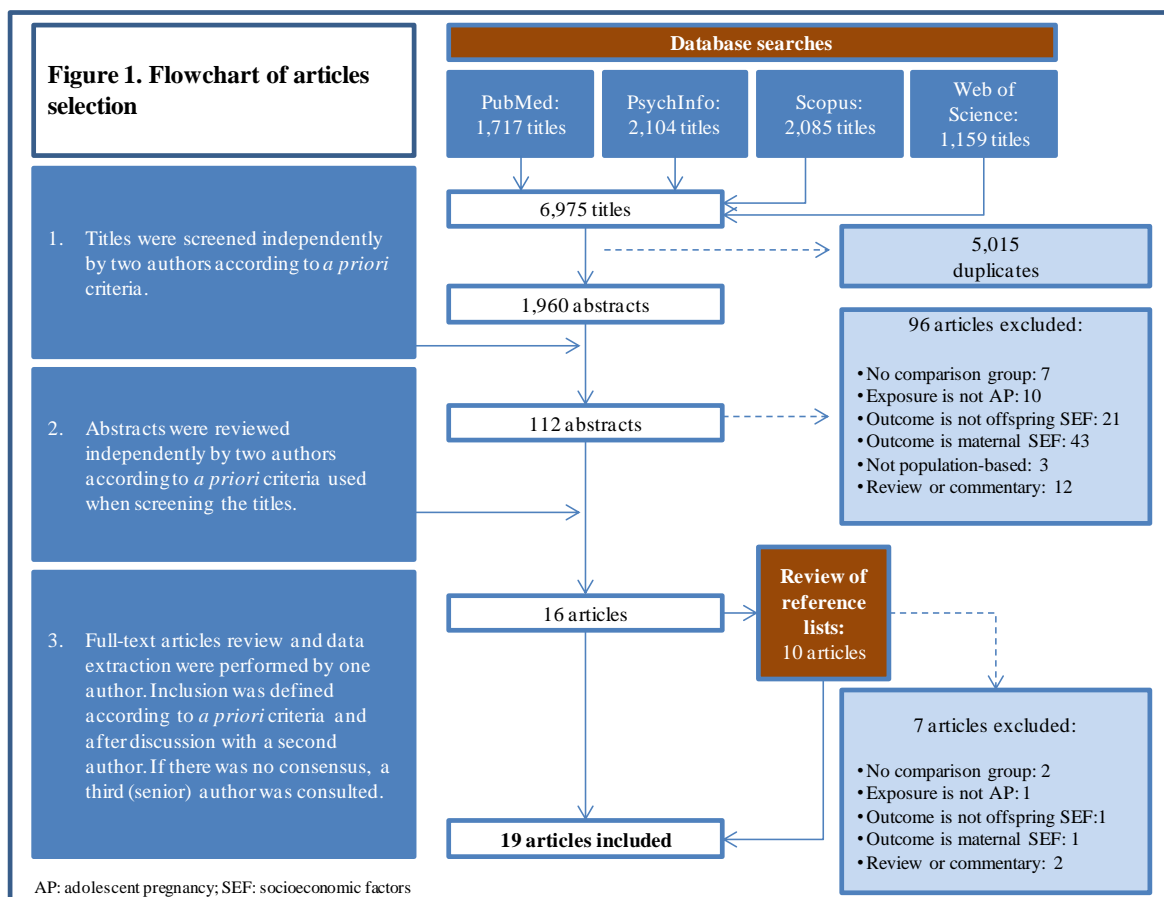 Figure 1. Flowchart of articles
selection
Database searches
PubMed:
1,717 titles
PsychInfo:
2,104 titles
Scopus:
2,085 titles
Web of
Science:
1,159 titles
6,975 titles
1. Titles were screened independently
by two authors according to a priori
criteria.
5,015
duplicates
1,960 abstracts
96 articles excluded:
• No comparison group: 7
• Exposure is not AP: 10
• Outcome is not offspring SEF: 21
• Outcome is maternal SEF: 43
• Not population-based: 3
• Review or commentary: 12
2. Abstracts were reviewed
independently by two authors
according to a priori criteria used
when screening the titles.
112 abstracts
16 articles
Review of
reference
lists:
10 articles
3. Full-text articles review and data
extraction were performed by one
author. Inclusion was defined
according to a priori criteria and
after discussion with a second
author. If there was no consensus, a
third (senior) author was consulted.
7 articles excluded:
• No comparison group: 2
• Exposure is not AP: 1
• Outcome is not offspring SEF:1
• Outcome is maternal SEF: 1
• Review or commentary: 2
19 articles included
AP: adolescent pregnancy; SEF: socioeconomic factors